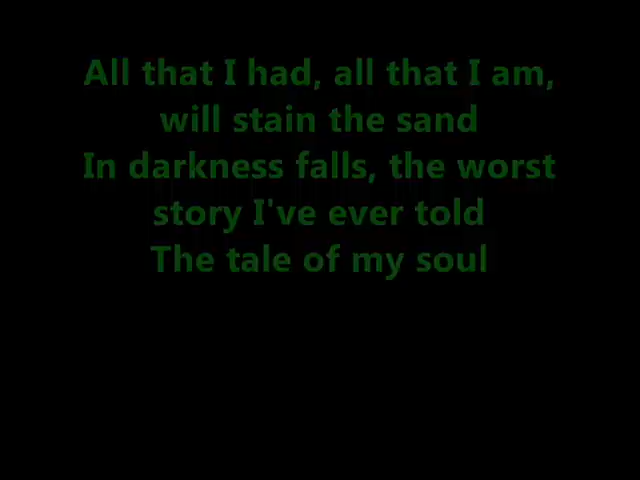 All that I had, all that I am,
will stain the sand
In darkness falls, the worst
story I've ever told
The tale of my soul